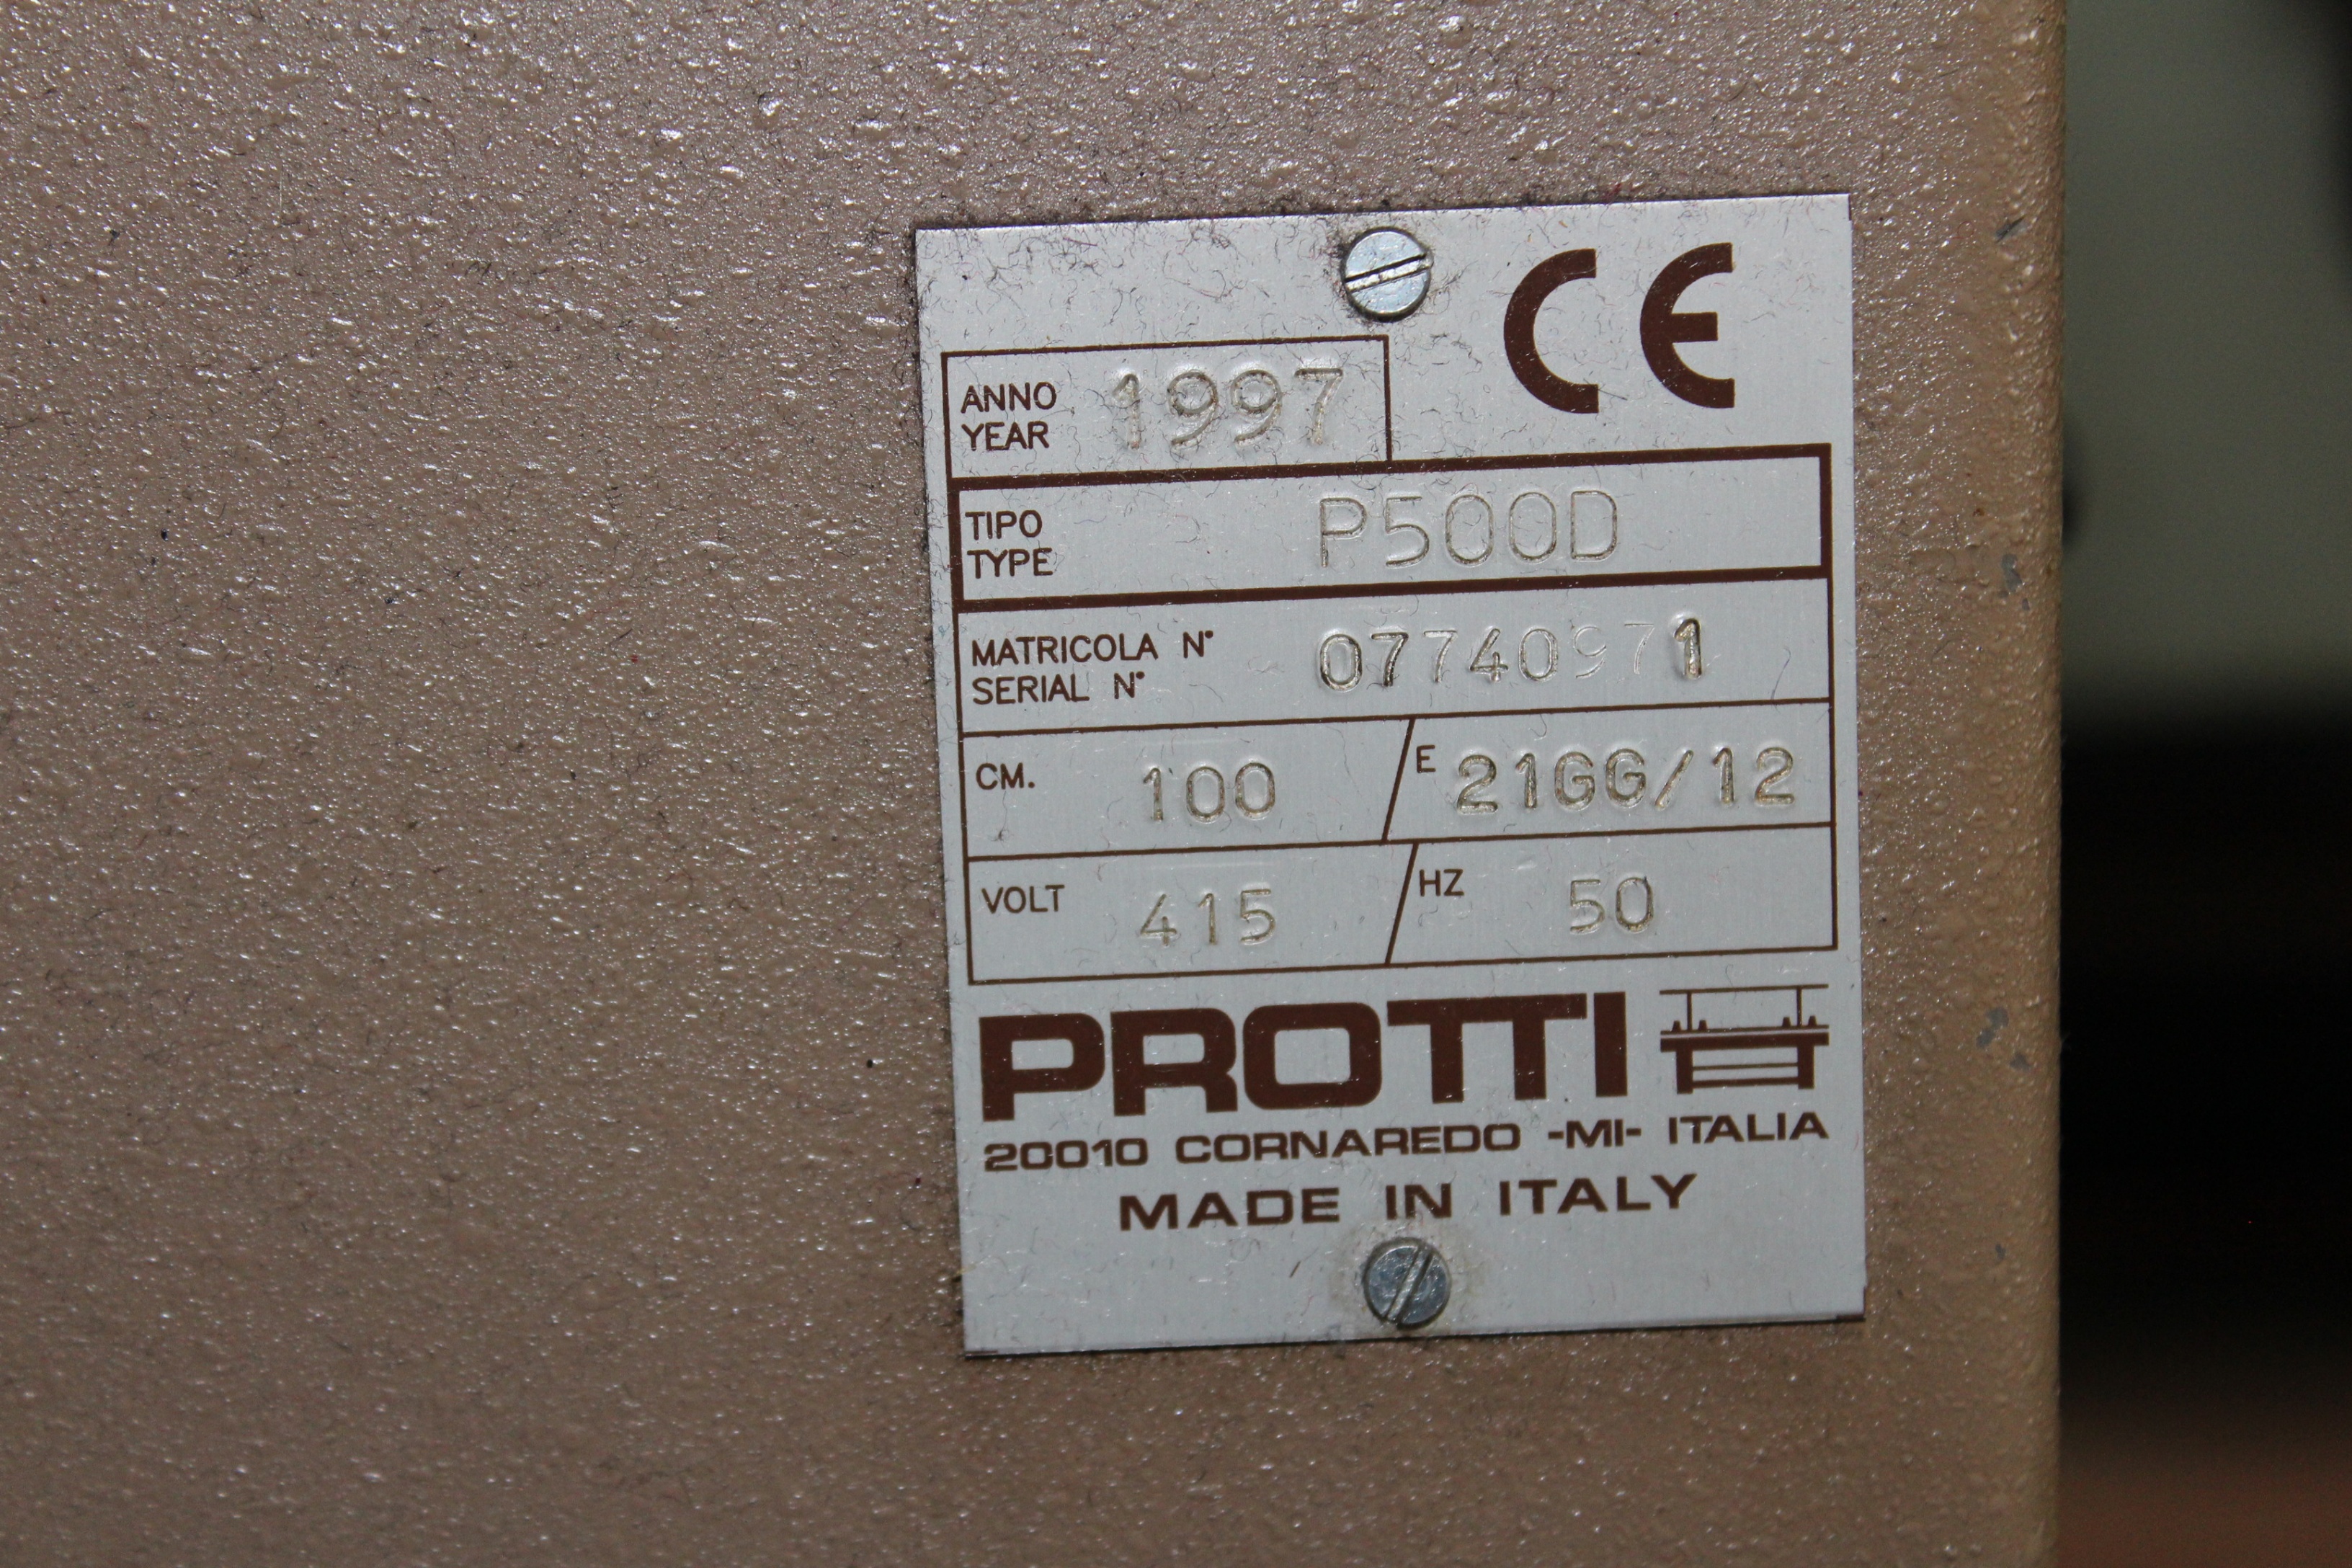 CE
ANNO
YEAR
1997
TIPO
TYPE
P500D
MATRICOLA N°
SERIAL N°
07740971
CM. 100 / E 21GG/12
VOLT 415 / HZ 50
PROTTI
20010 CORNAREDO -MI- ITALIA
MADE IN ITALY